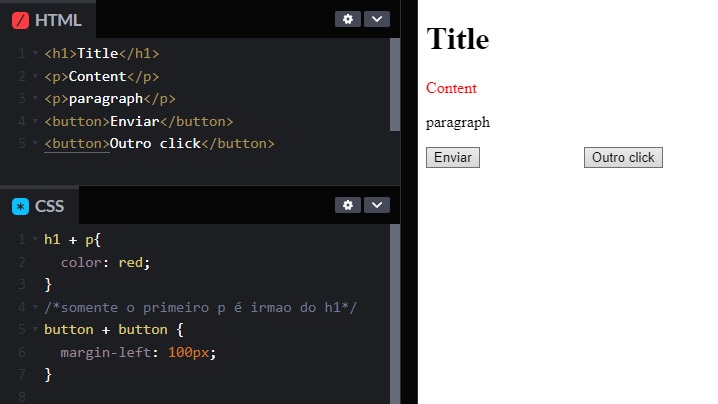 HTML
1 <h1>Title</h1>
2 <p>Content</p>
3 <p>paragraph</p>
4 <button>Enviar</button>
5 <button>Outro click</button>
CSS
1 h1 + p{
2 color: red;
3 }
4 /*somente o primeiro p é irmao do h1*/
5 button + button {
6 margin-left: 100px;
7 }
8
Title
Content
paragraph
Enviar Outro click